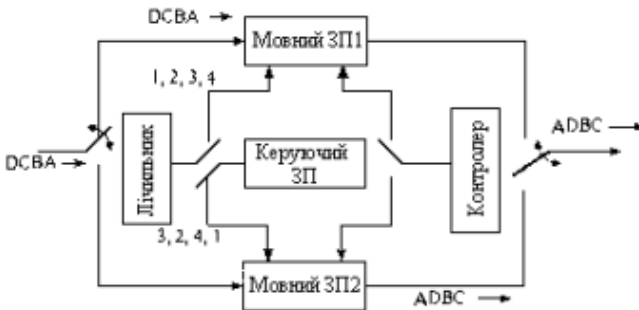 DCBA
Мовний ЗП1
1, 2, 3, 4
DCBA
Лічильник
Керуючий
ЗП
Контролер
ADBC
3, 2, 4, 1
Мовний ЗП2
ADBC